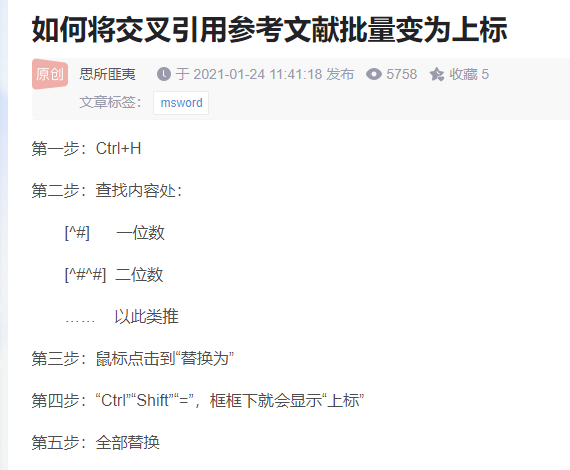 如何将交叉引用参考文献批量变为上标
原创 思所匪夷 于 2021-01-24 11:41:18 发布 5758 收藏 5
文章标签： msword
第一步：Ctrl+H
第二步：查找内容处：
[^#] 一位数
[^#^#] 二位数
…… 以此类推
第三步：鼠标点击到“替换为”
第四步：“Ctrl”“Shift”“=”，框框下就会显示“上标”
第五步：全部替换